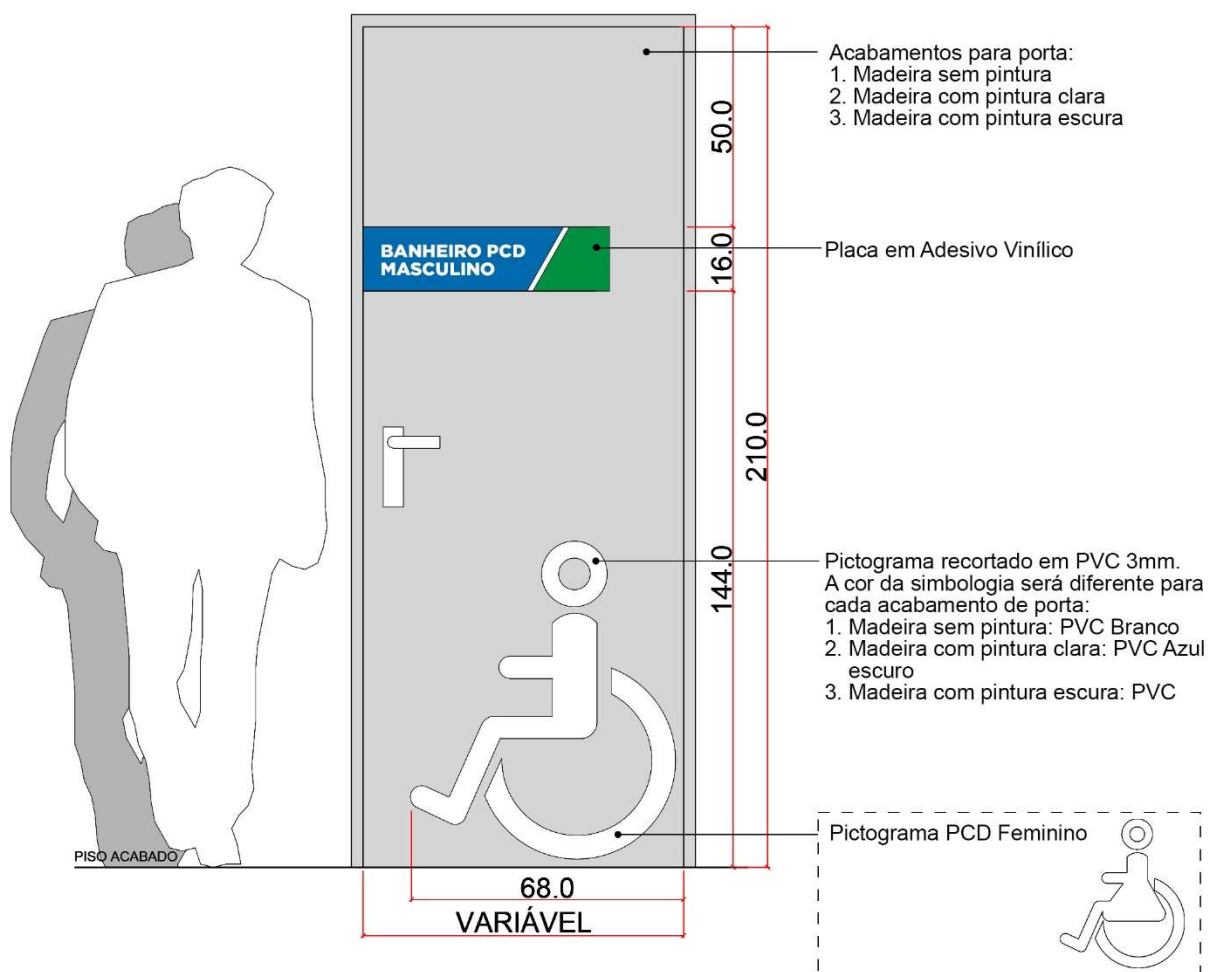 Acabamentos para porta:
1. Madeira sem pintura
2. Madeira com pintura clara
3. Madeira com pintura escura
50.0
BANHEIRO PCD
MASCULINO
16.0
Placa em Adesivo Vinílico
210.0
144.0
Pictograma recortado em PVC 3mm.
A cor da simbologia será diferente para
cada acabamento de porta:
1. Madeira sem pintura: PVC Branco
2. Madeira com pintura clara: PVC Azul
escuro
3. Madeira com pintura escura: PVC
Pictograma PCD Feminino
PISO ACABADO
68.0
VARIÁVEL